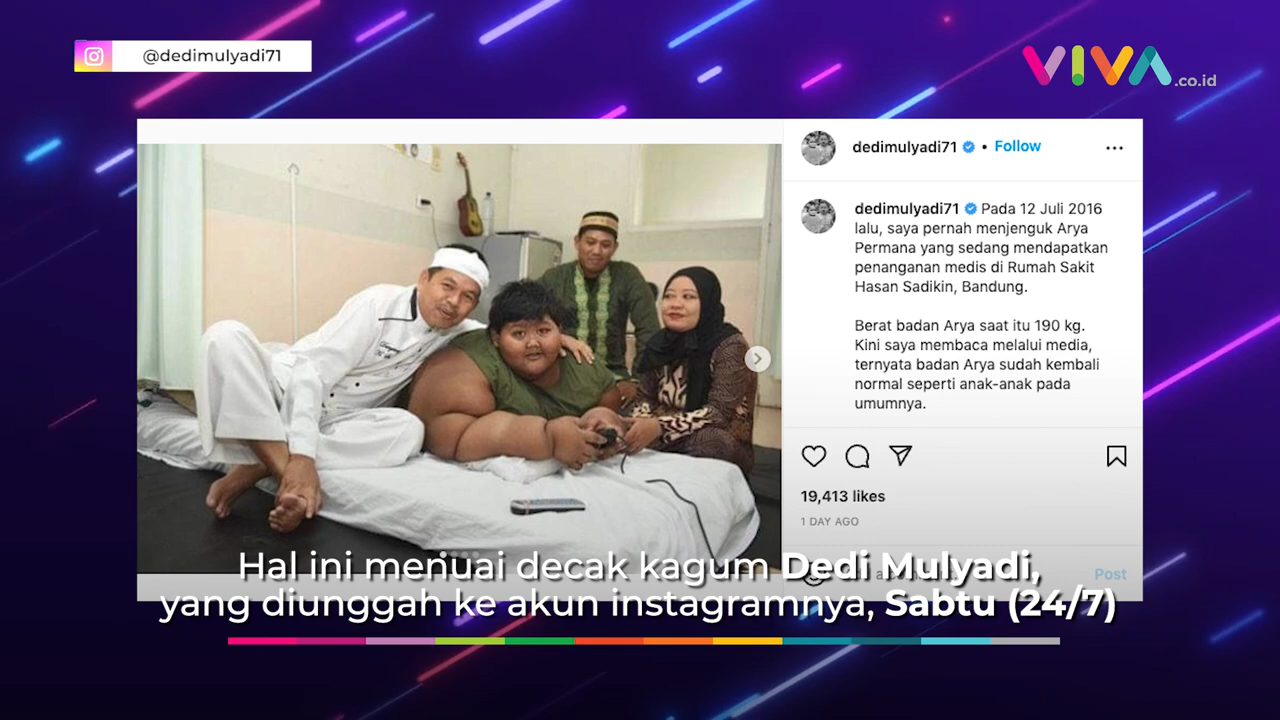 @dedimulyadi71
VIVA.co.id
dedimulyadi71 • Follow
dedimulyadi71 Pada 12 Juli 2016
lalu, saya pernah menjenguk Arya
Permana yang sedang mendapatkan
penanganan medis di Rumah Sakit
Hasan Sadikin, Bandung.
Berat badan Arya saat itu 190 kg.
Kini saya membaca melalui media,
ternyata badan Arya sudah kembali
normal seperti anak-anak pada
umumnya.
19,413 likes
1 DAY AGO
Post
Hal ini menuai decak kagum Dedi Mulyadi,
yang diunggah ke akun instagramnya, Sabtu (24/7)